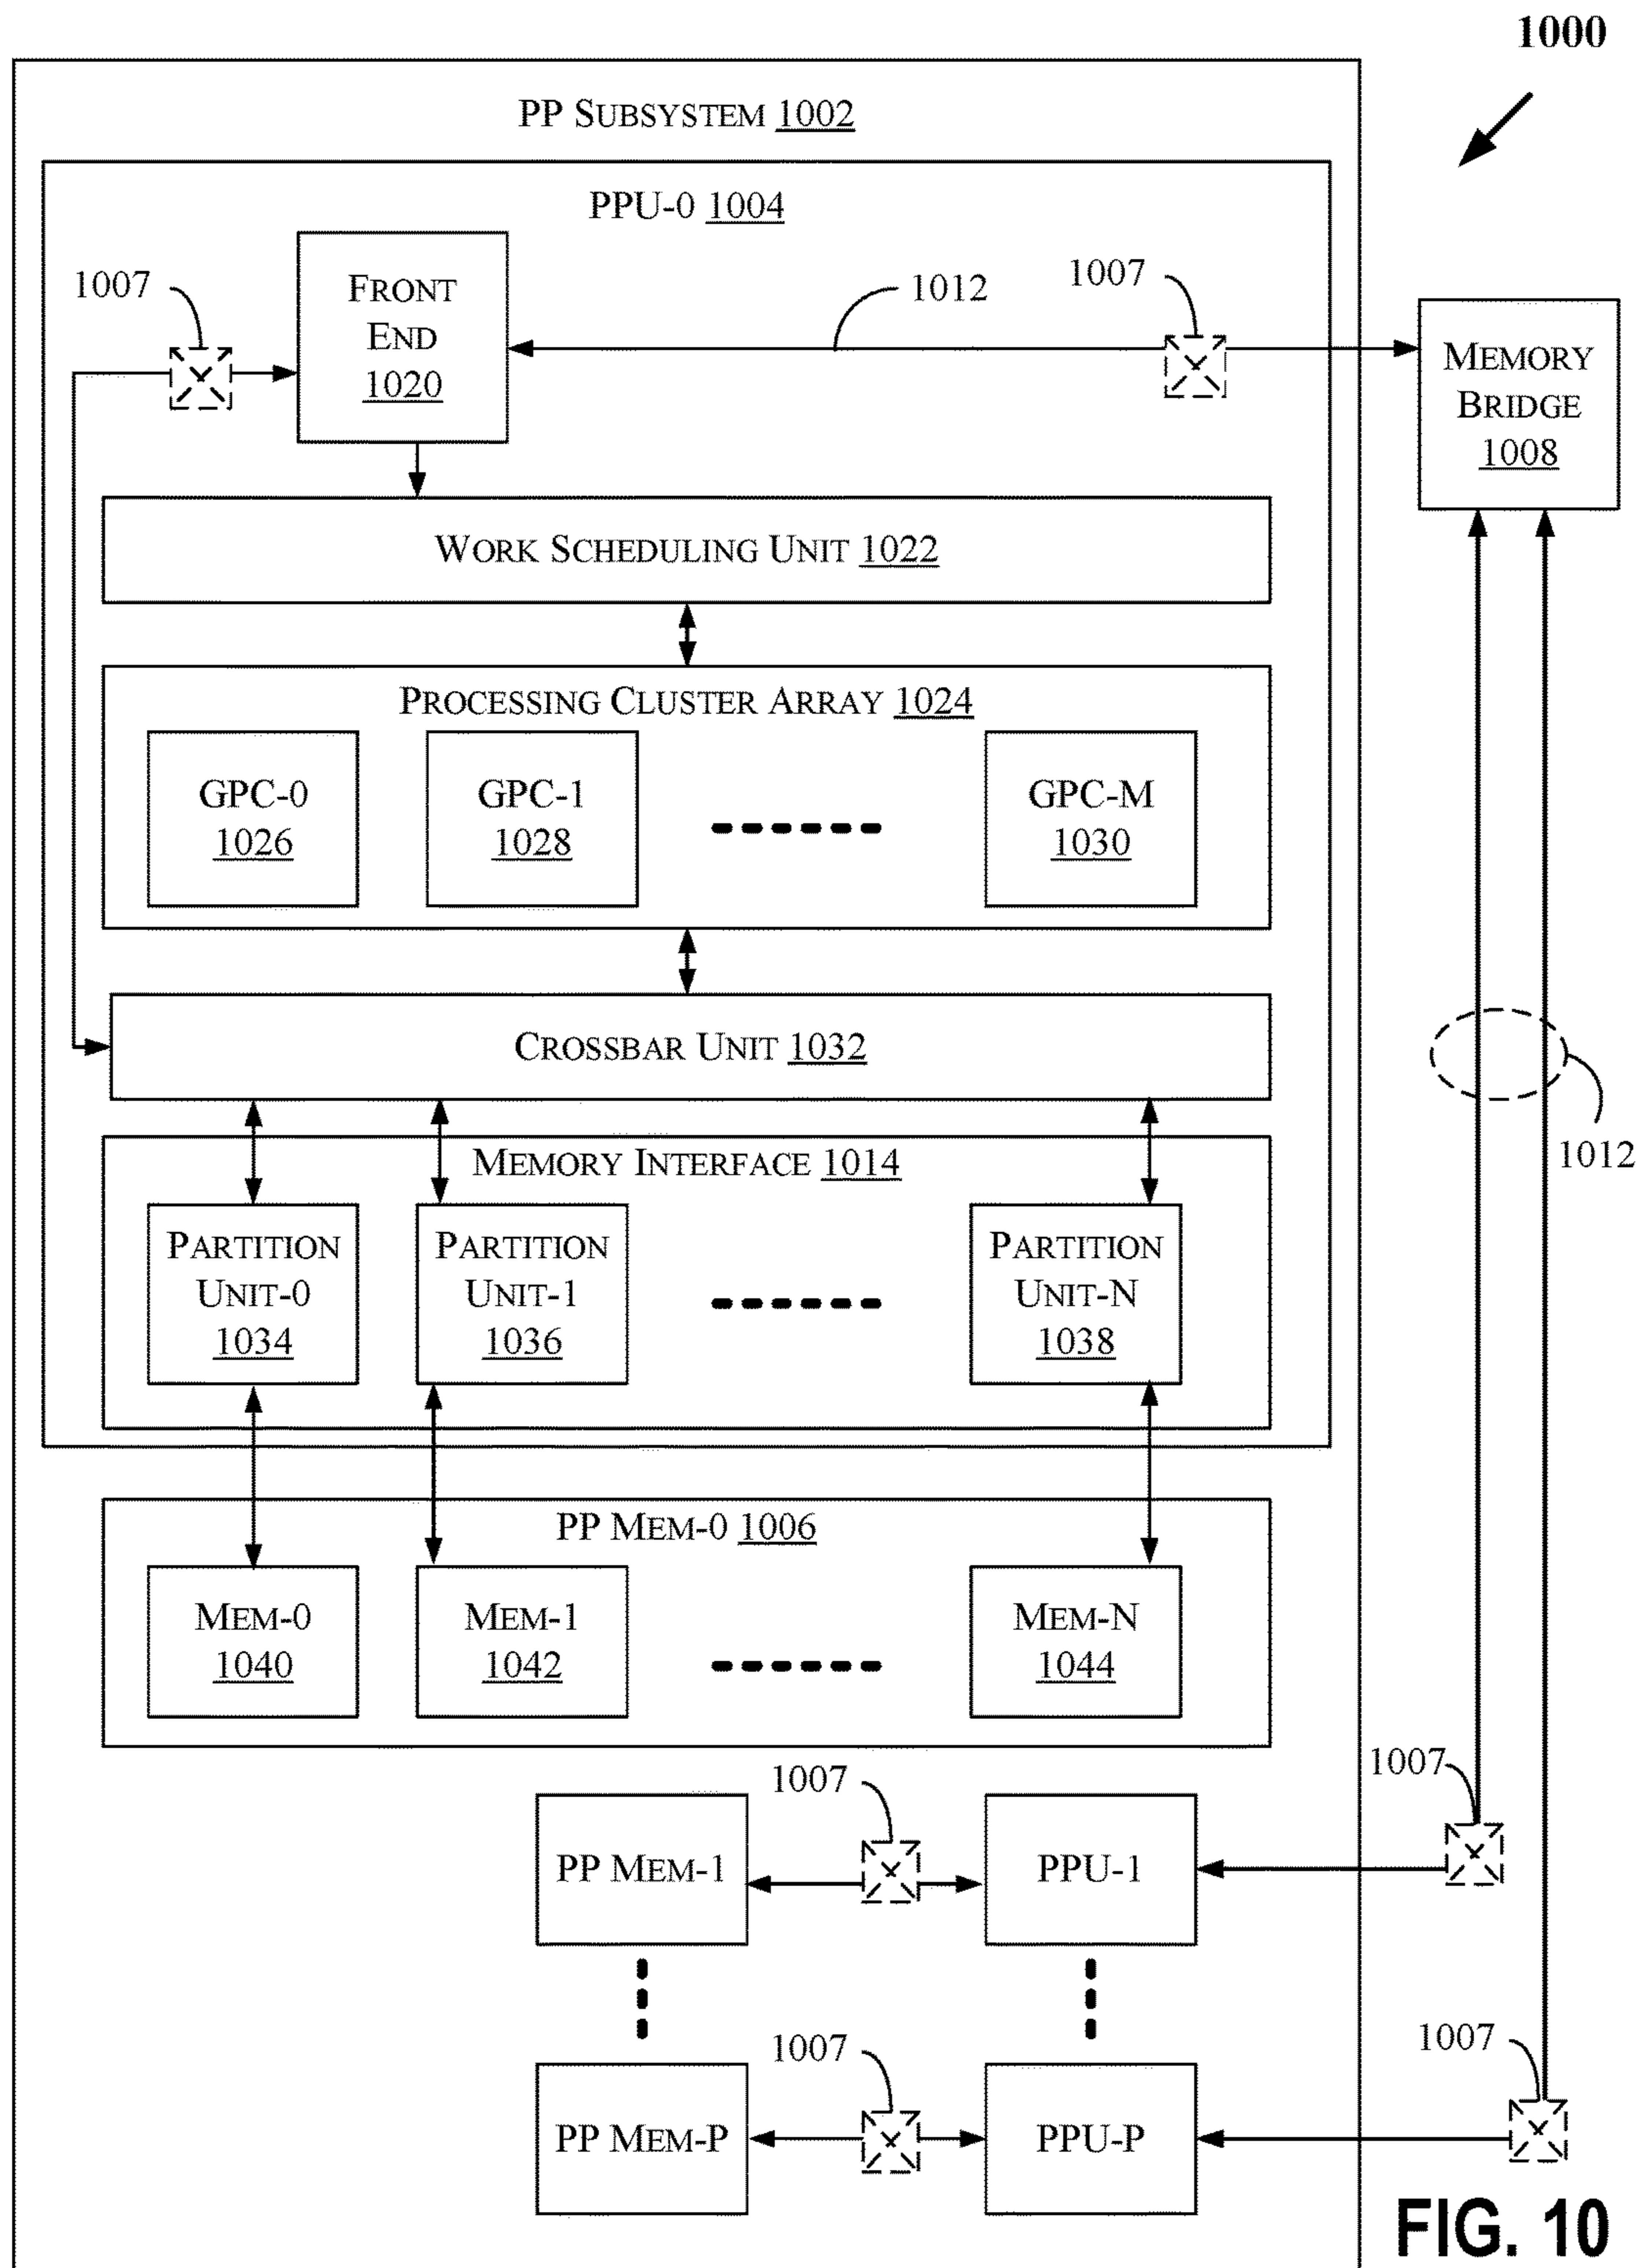 1000
PP SUBSYSTEM 1002
PPU-0 1004
1007
FRONT
END
1020
1012
1007
MEMORY
BRIDGE
1008
WORK SCHEDULING UNIT 1022
PROCESSING CLUSTER ARRAY 1024
GPC-0
1026
GPC-1
1028
GPC-M
1030
CROSSBAR UNIT 1032
1012
MEMORY INTERFACE 1014
PARTITION
UNIT-0
1034
PARTITION
UNIT-1
1036
PARTITION
UNIT-N
1038
PP MEM-0 1006
MEM-0
1040
MEM-1
1042
MEM-N
1044
1007
1007
PP MEM-1
PPU-1
1007
1007
PP MEM-P
PPU-P
FIG. 10